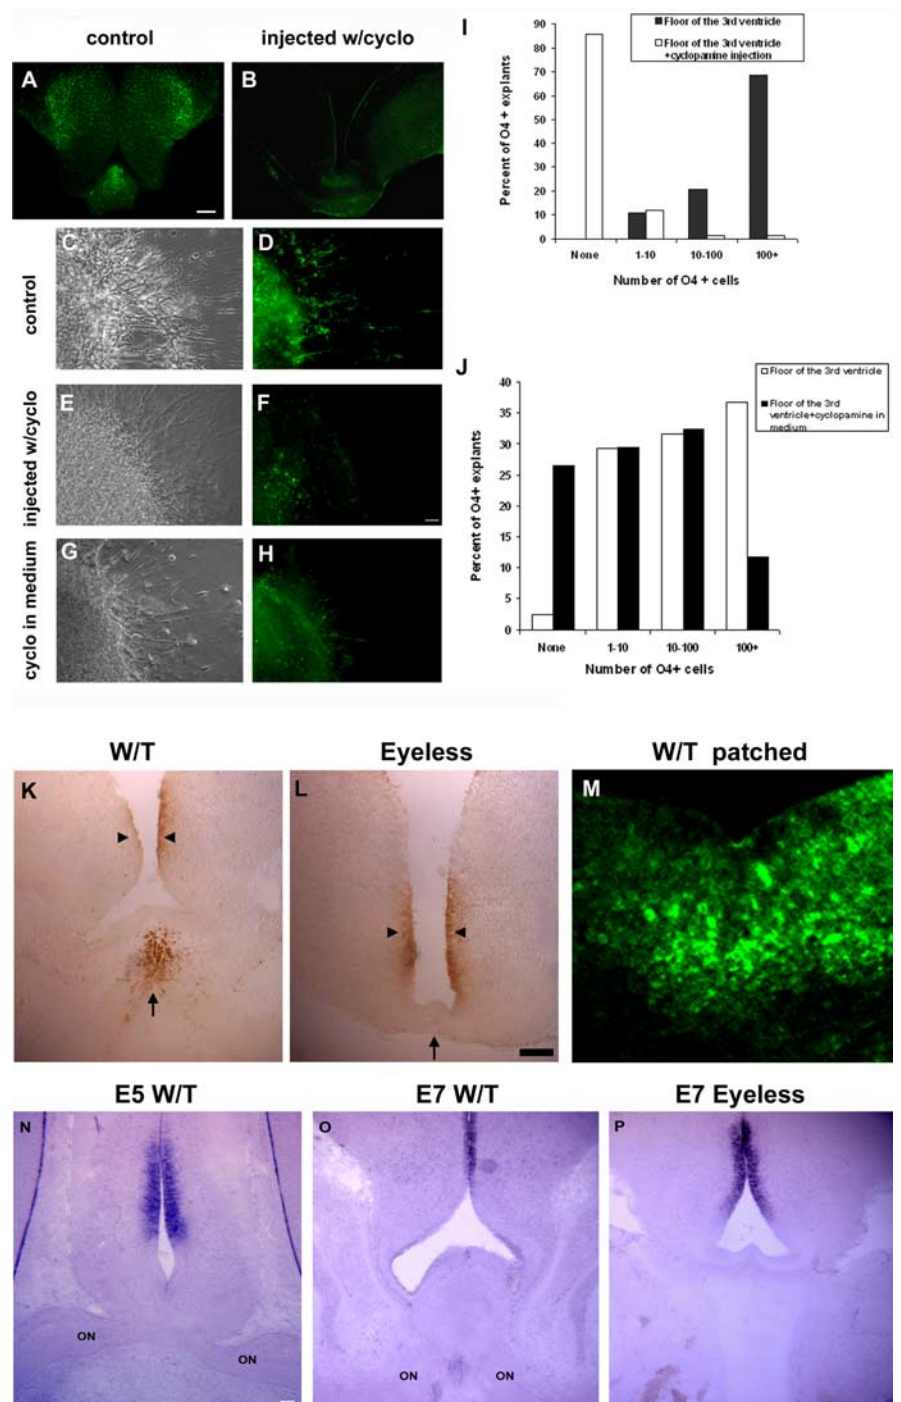 control
injected w/cyclo
A
B
control
C
D
injected w/cyclo
E
F
cyclo in medium
G
H
I
Floor of the 3rd ventricle
Floor of the 3rd ventricle
+cyclopamine injection
Percent of O4 + explants
90
80
70
60
50
40
30
20
10
0
None
1-10
10-100
100+
Number of O4 + cells
J
Floor of the 3rd ventricle
Floor of the 3rd
ventricle+cyclopamine in
medium
Percent of O4+ explants
40
35
30
25
20
15
10
5
0
None
1-10
10-100
100+
Number of O4+ cells
W/T
Eyeless
W/T patched
K
L
M
E5 W/T
E7 W/T
E7 Eyeless
N
ON
ON
O
ON
ON
P